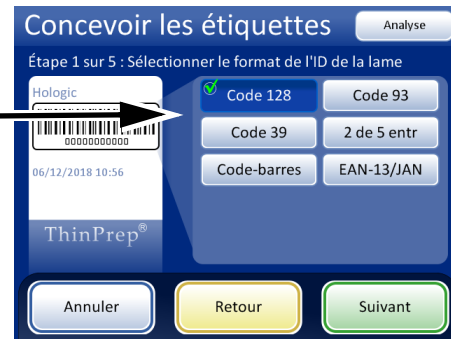 Concevoir les étiquettes
Analyse
Étape 1 sur 5 : Sélectionner le format de l'ID de la lame
Hologic
00000000000
06/12/2018 10:56
ThinPrep®
Code 128
Code 93
Code 39
2 de 5 entr
Code-barres
EAN-13/JAN
Annuler
Retour
Suivant